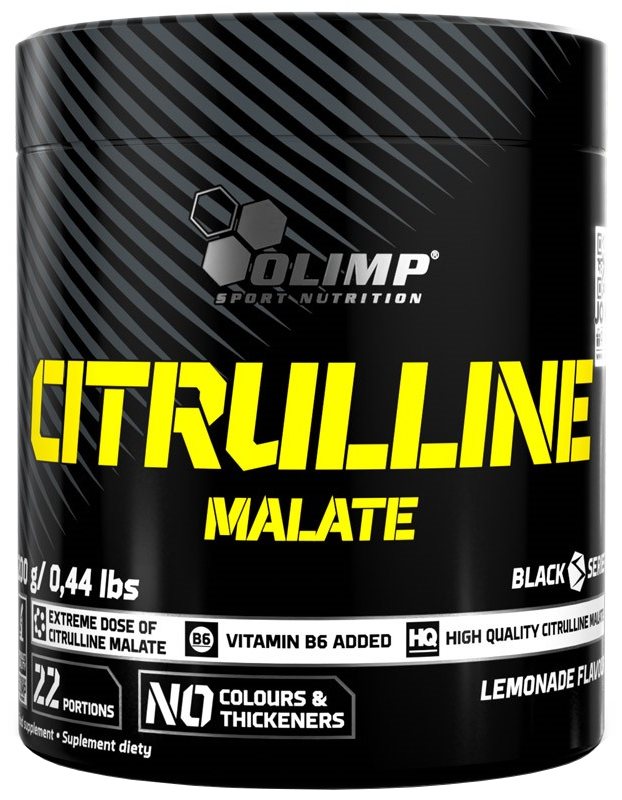 OLIMP®
SPORT NUTRITION
CITRULLINE
MALATE
g/ 0,44 lbs
BLACK
EXTREME DOSE OF
CITRULLINE MALATE
B6
VITAMIN B6 ADDED
HQ
HIGH QUALITY CITRULLINE
22 PORTIONS
NO COLOURS &
THICKENERS
LEMONADE
• Suplement diety